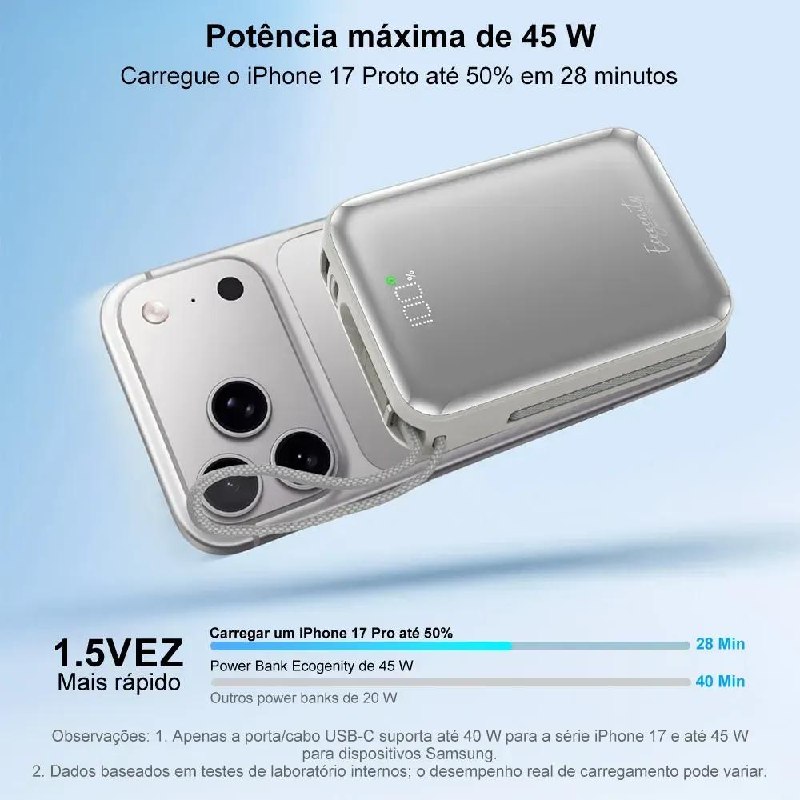 Potência máxima de 45 W
Carregue o iPhone 17 Proto até 50% em 28 minutos
100%
1.5VEZ
Mais rápido
Carregar um IPhone 17 Pro até 50%
28 Min
Power Bank Ecogenity de 45 W
40 Min
Outros power banks de 20 W
Observações: 1. Apenas a porta/cabo USB-C suporta até 40 W para a série iPhone 17 e até 45 W
para dispositivos Samsung.
2. Dados baseados em testes de laboratório internos; o desempenho real de carregamento pode variar.